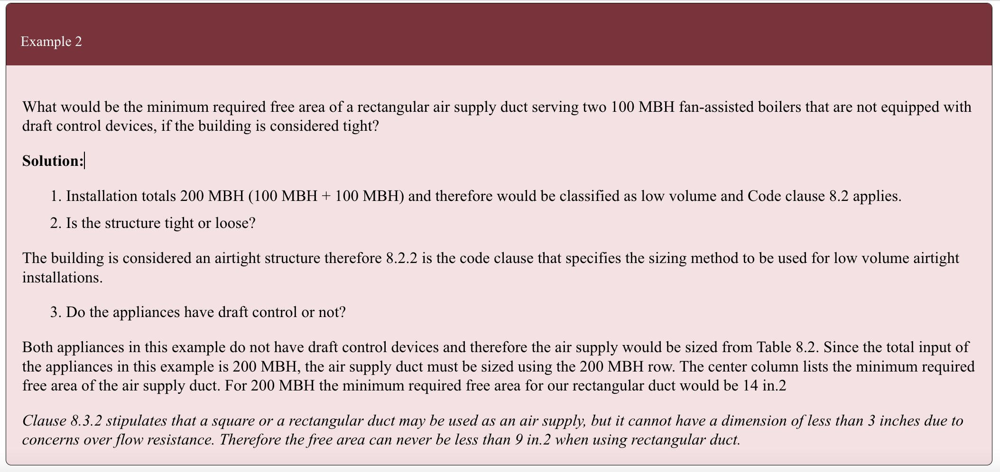 Example 2
What would be the minimum required free area of a rectangular air supply duct serving two 100 MBH fan-assisted boilers that are not equipped with
draft control devices, if the building is considered tight?
Solution:
1. Installation totals 200 MBH (100 MBH + 100 MBH) and therefore would be classified as low volume and Code clause 8.2 applies.
2. Is the structure tight or loose?
The building is considered an airtight structure therefore 8.2.2 is the code clause that specifies the sizing method to be used for low volume airtight
installations.
3. Do the appliances have draft control or not?
Both appliances in this example do not have draft control devices and therefore the air supply would be sized from Table 8.2. Since the total input of
the appliances in this example is 200 MBH, the air supply duct must be sized using the 200 MBH row. The center column lists the minimum required
free area of the air supply duct. For 200 MBH the minimum required free area for our rectangular duct would be 14 in.2
Clause 8.3.2 stipulates that a square or a rectangular duct may be used as an air supply, but it cannot have a dimension of less than 3 inches due to
concerns over flow resistance. Therefore the free area can never be less than 9 in.2 when using rectangular duct.